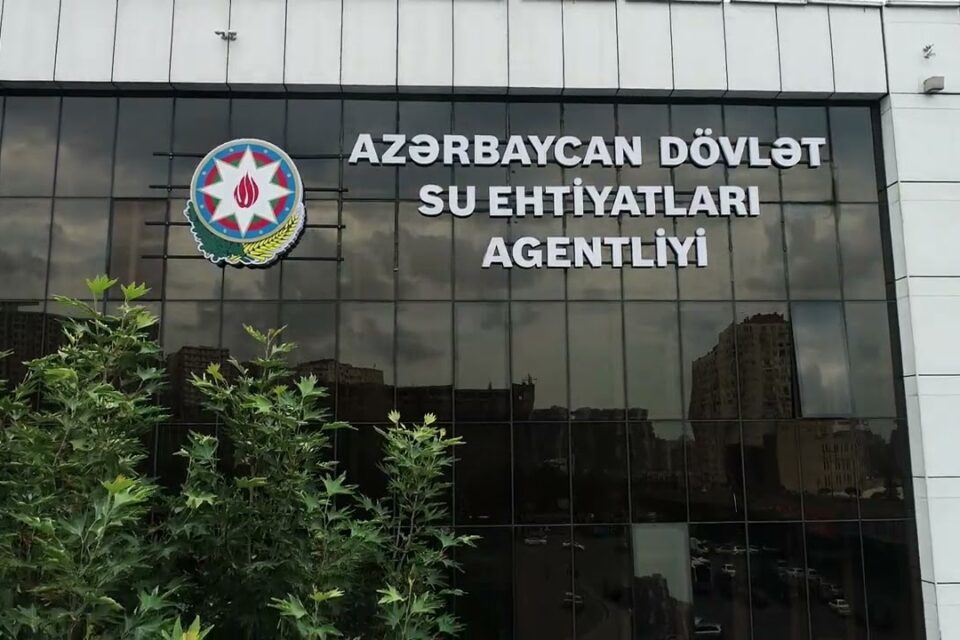 AZƏRBAYCAN DÖVLƏT
SU EHTİYATLARI
AGENTLİYİ